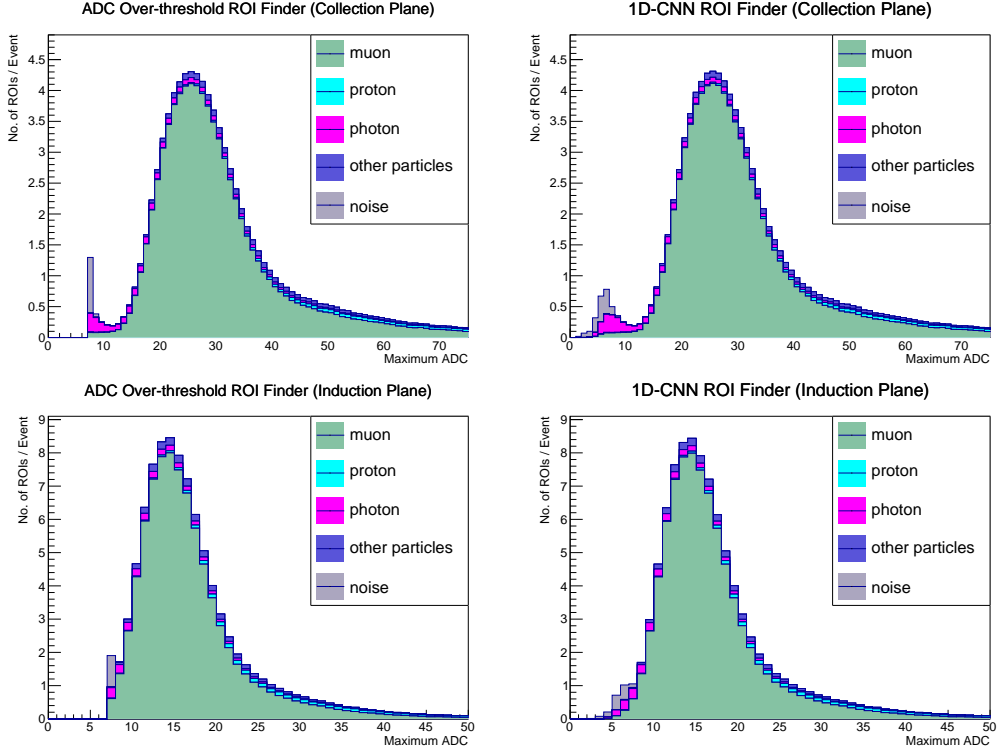 ADC Over-threshold ROI Finder (Collection Plane)
No. of ROIs / Event
4.5
4
3.5
3
2.5
2
1.5
1
0.5
0
muon
proton
photon
other particles
noise
0 10 20 30 40 50 60 70
Maximum ADC
1D-CNN ROI Finder (Collection Plane)
No. of ROIs / Event
4.5
4
3.5
3
2.5
2
1.5
1
0.5
0
muon
proton
photon
other particles
noise
0 10 20 30 40 50 60 70
Maximum ADC
ADC Over-threshold ROI Finder (Induction Plane)
No. of ROIs / Event
9
8
7
6
5
4
3
2
1
0
muon
proton
photon
other particles
noise
0 5 10 15 20 25 30 35 40 45 50
Maximum ADC
1D-CNN ROI Finder (Induction Plane)
No. of ROIs / Event
9
8
7
6
5
4
3
2
1
0
muon
proton
photon
other particles
noise
0 5 10 15 20 25 30 35 40 45 50
Maximum ADC